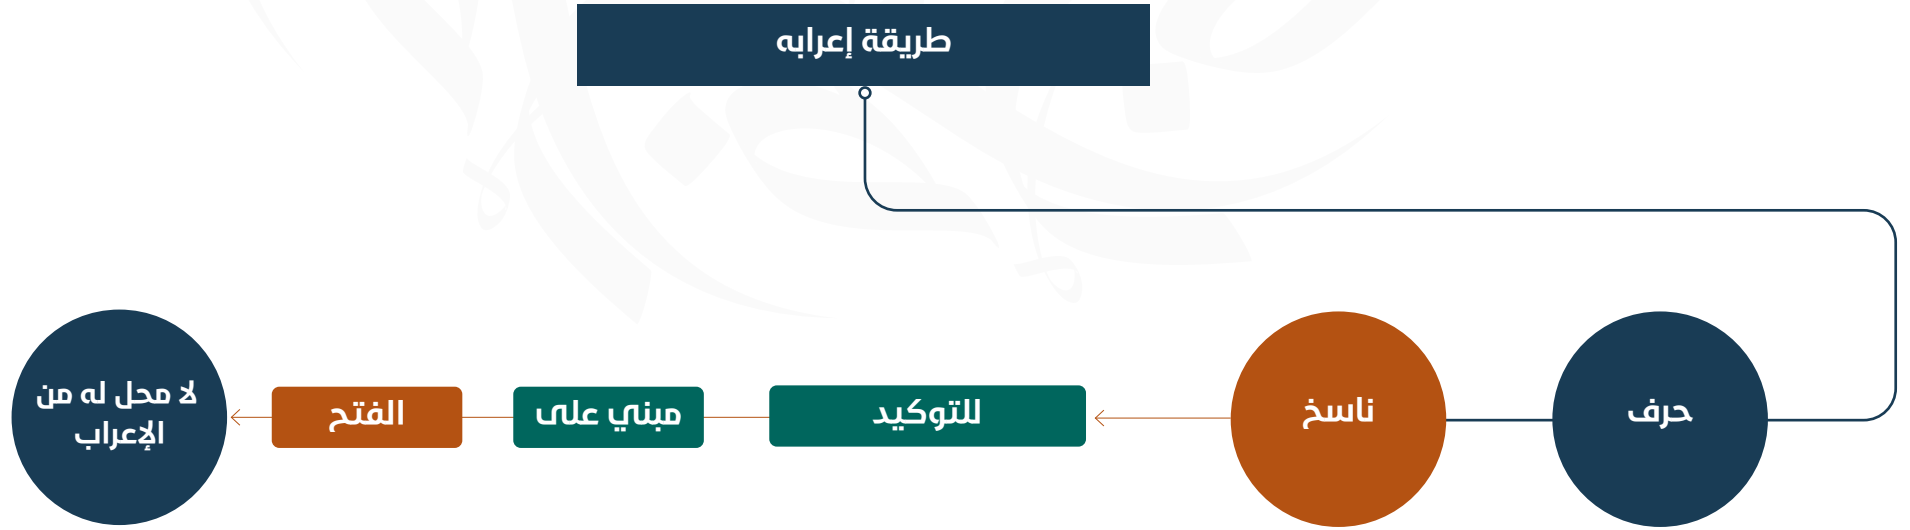 طريقة إعرابه
حرف
ناسخ
للتوكيد
مبني على
الفتح
لا محل له من
الإعراب